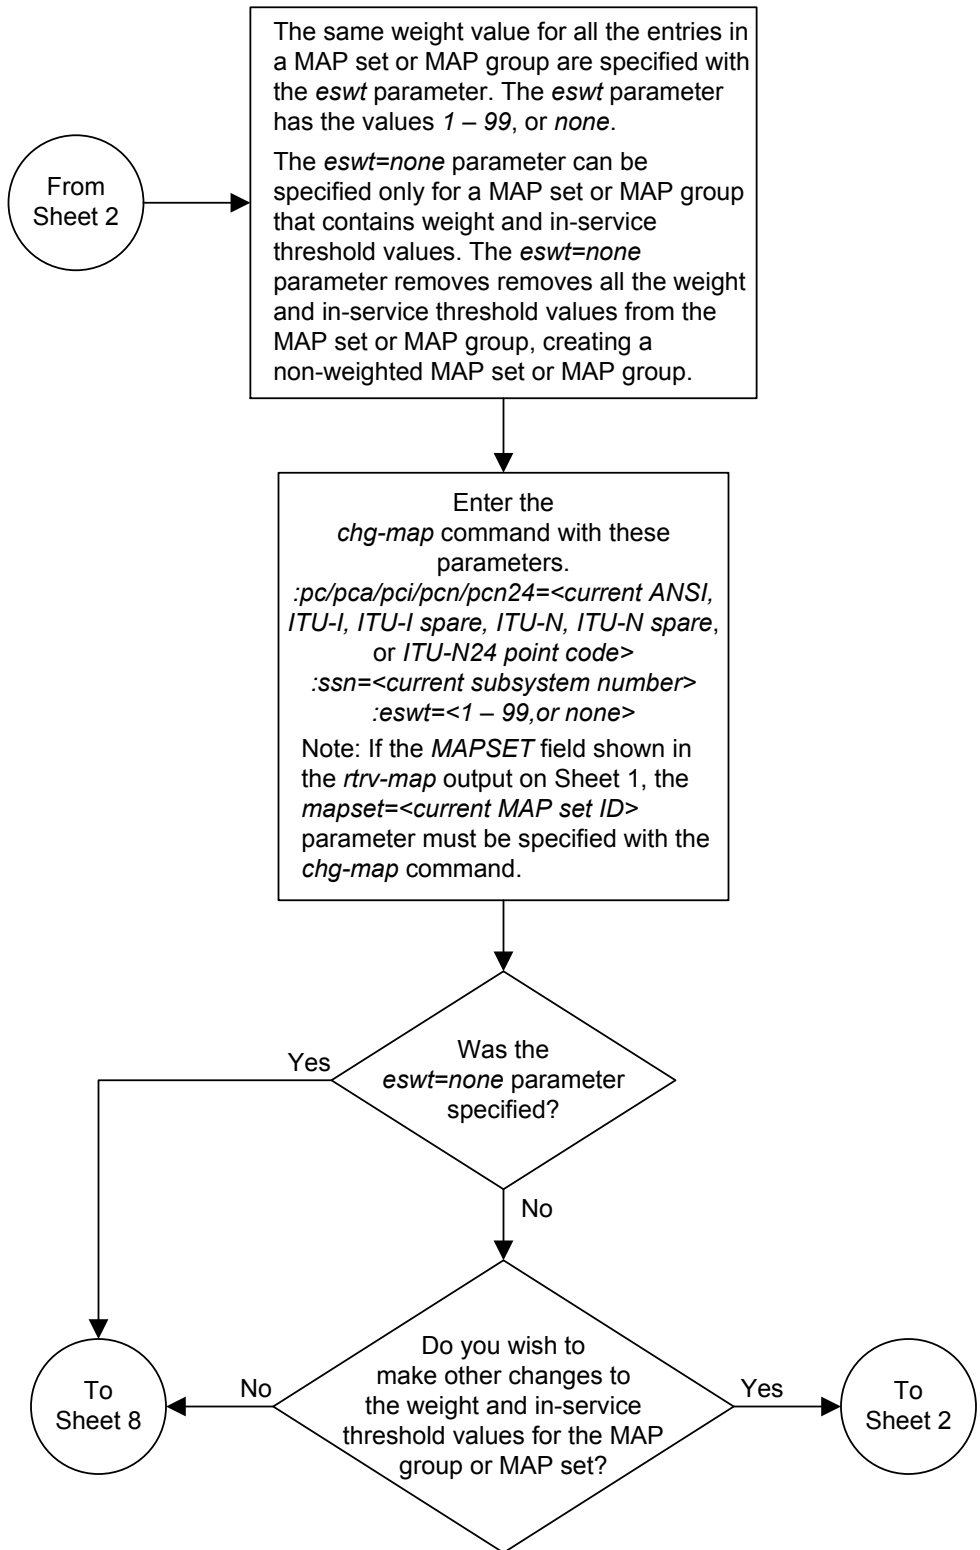 The same weight value for all the entries in
a MAP set or MAP group are specified with
the eswt parameter. The eswt parameter
has the values 1 – 99, or none.
The eswt=none parameter can be
specified only for a MAP set or MAP group
that contains weight and in-service
threshold values. The eswt=none
parameter removes removes all the weight
and in-service threshold values from the
MAP set or MAP group, creating a
non-weighted MAP set or MAP group.
From
Sheet 2
Enter the
chg-map command with these
parameters.
:pc/pca/pci/pcn/pcn24=<current ANSI,
ITU-I, ITU-I spare, ITU-N, ITU-N spare,
or ITU-N24 point code>
:ssn=<current subsystem number>
:eswt=<1 – 99,or none>
Note: If the MAPSET field shown in
the rtrv-map output on Sheet 1, the
mapset=<current MAP set ID>
parameter must be specified with the
chg-map command.
Yes
Was the
eswt=none parameter
specified?
No
Do you wish to
make other changes to
the weight and in-service
threshold values for the MAP
group or MAP set?
No
To
Sheet 8
Yes
To
Sheet 2